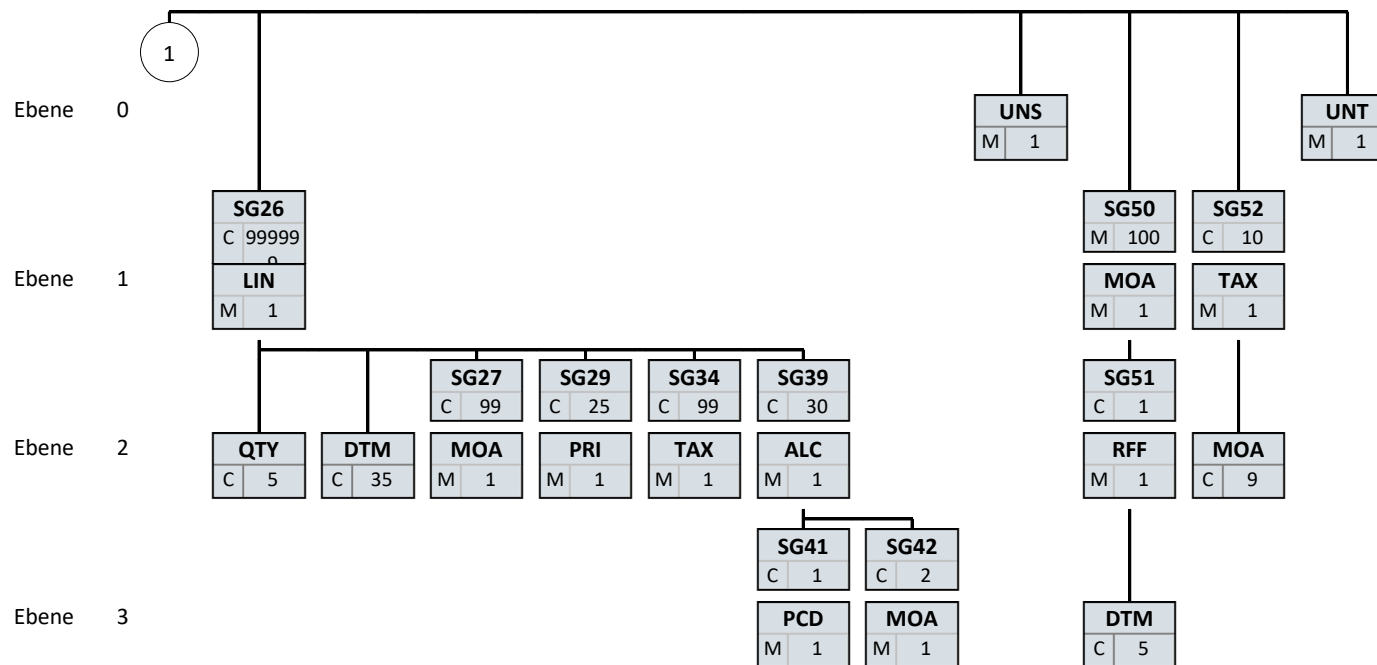 1
Ebene 0
UNS UNT
M 1 M 1
SG26 SG50 SG52
C 99999 M 100 C 10
Ebene 1
LIN MOA TAX
M 1 M 1 M 1
SG27 SG29 SG34 SG39 SG51
C 99 C 25 C 99 C 30 C 1
Ebene 2
QTY DTM MOA PRI TAX ALC RFF MOA
C 5 C 35 M 1 M 1 M 1 M 1 M 1 C 9
SG41 SG42
C 1 C 2
Ebene 3
PCD MOA DTM
M 1 M 1 C 5